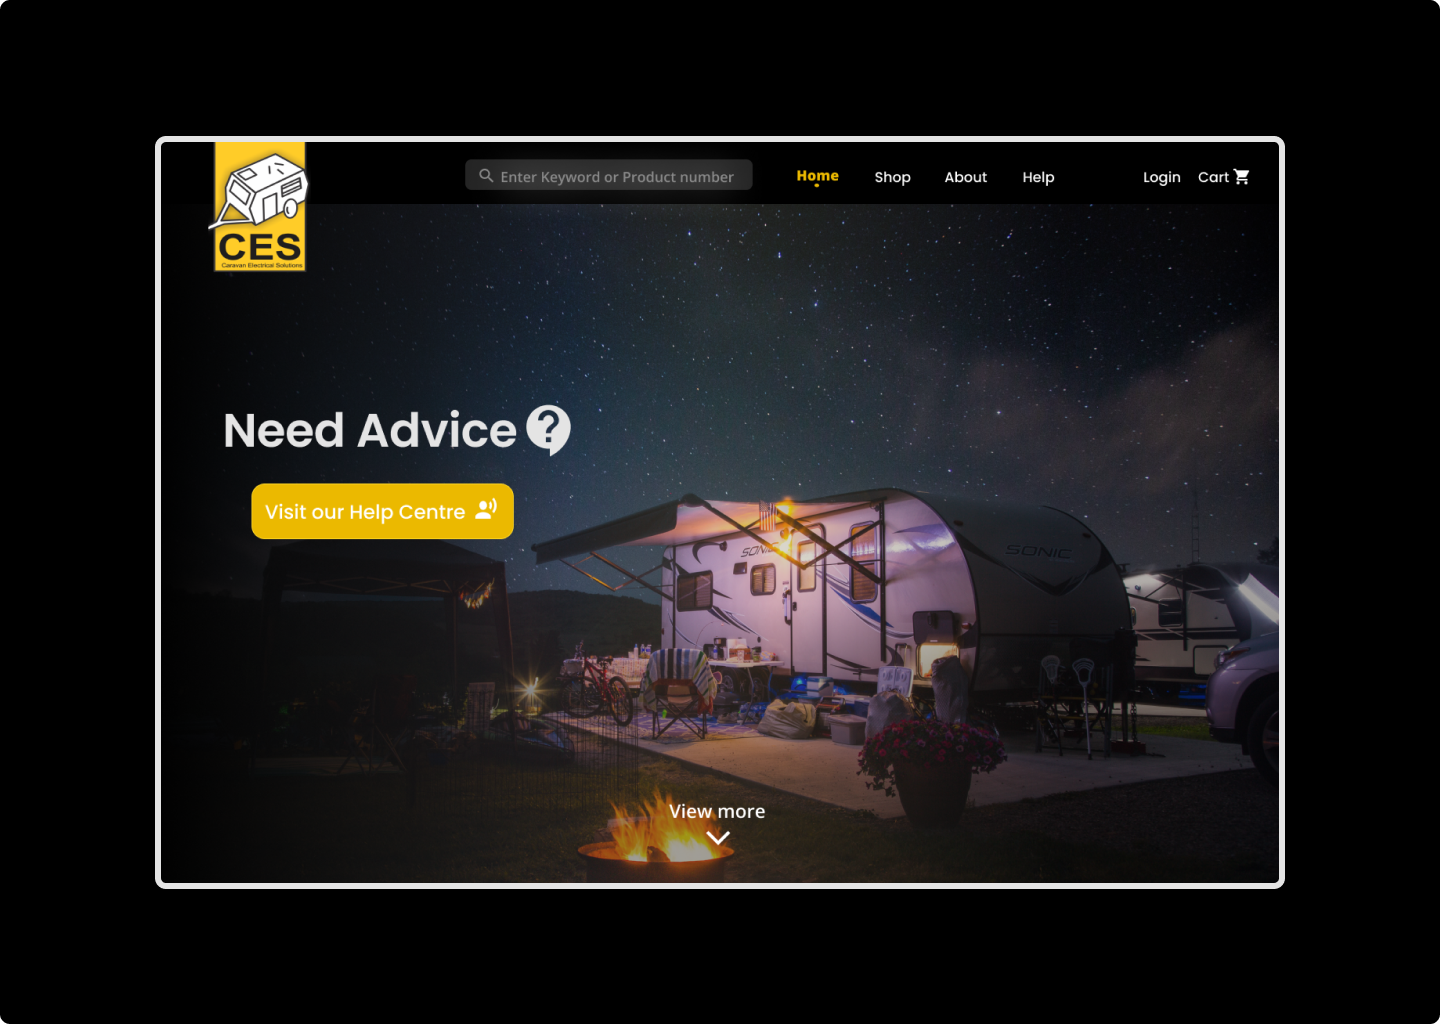 CES
Caravan Electrical Solutions
Enter Keyword or Product number
Home
Shop
About
Help
Login
Cart
Need Advice
Visit our Help Centre
SONIC
SONIC
View more